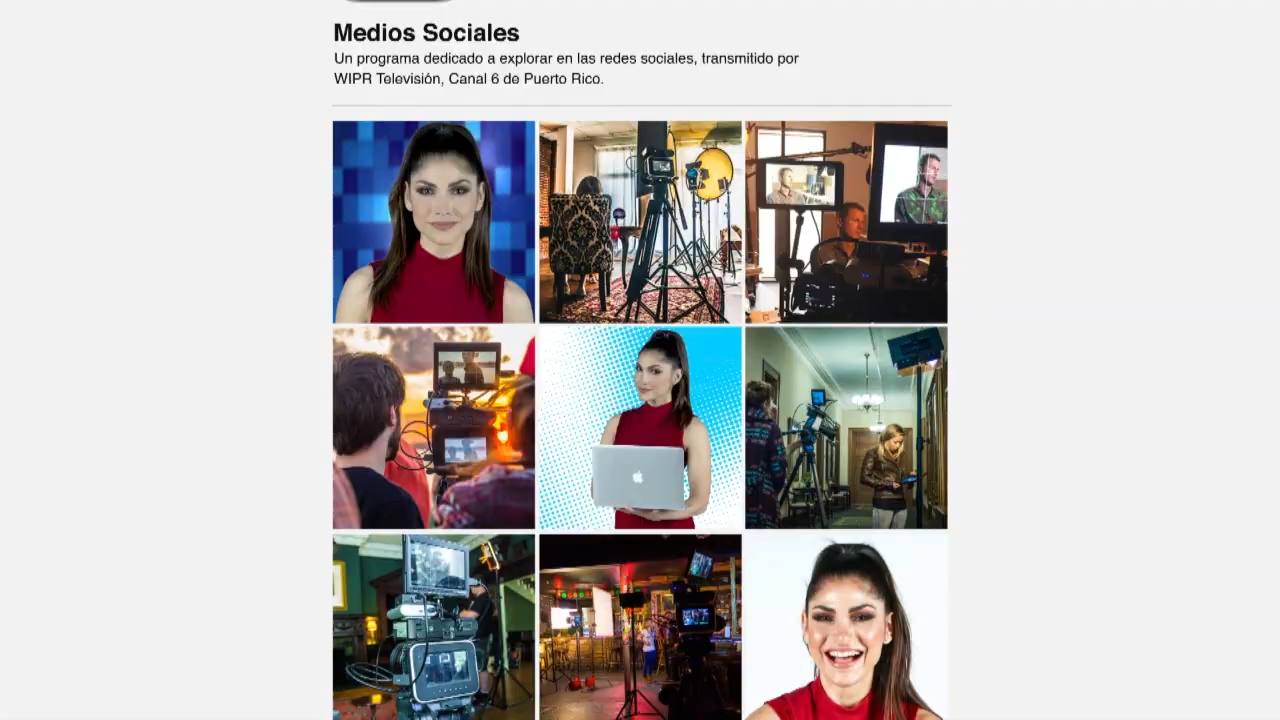 Medios Sociales
Un programa dedicado a explorar en las redes sociales, transmitido por
WIPR Televisión, Canal 6 de Puerto Rico.